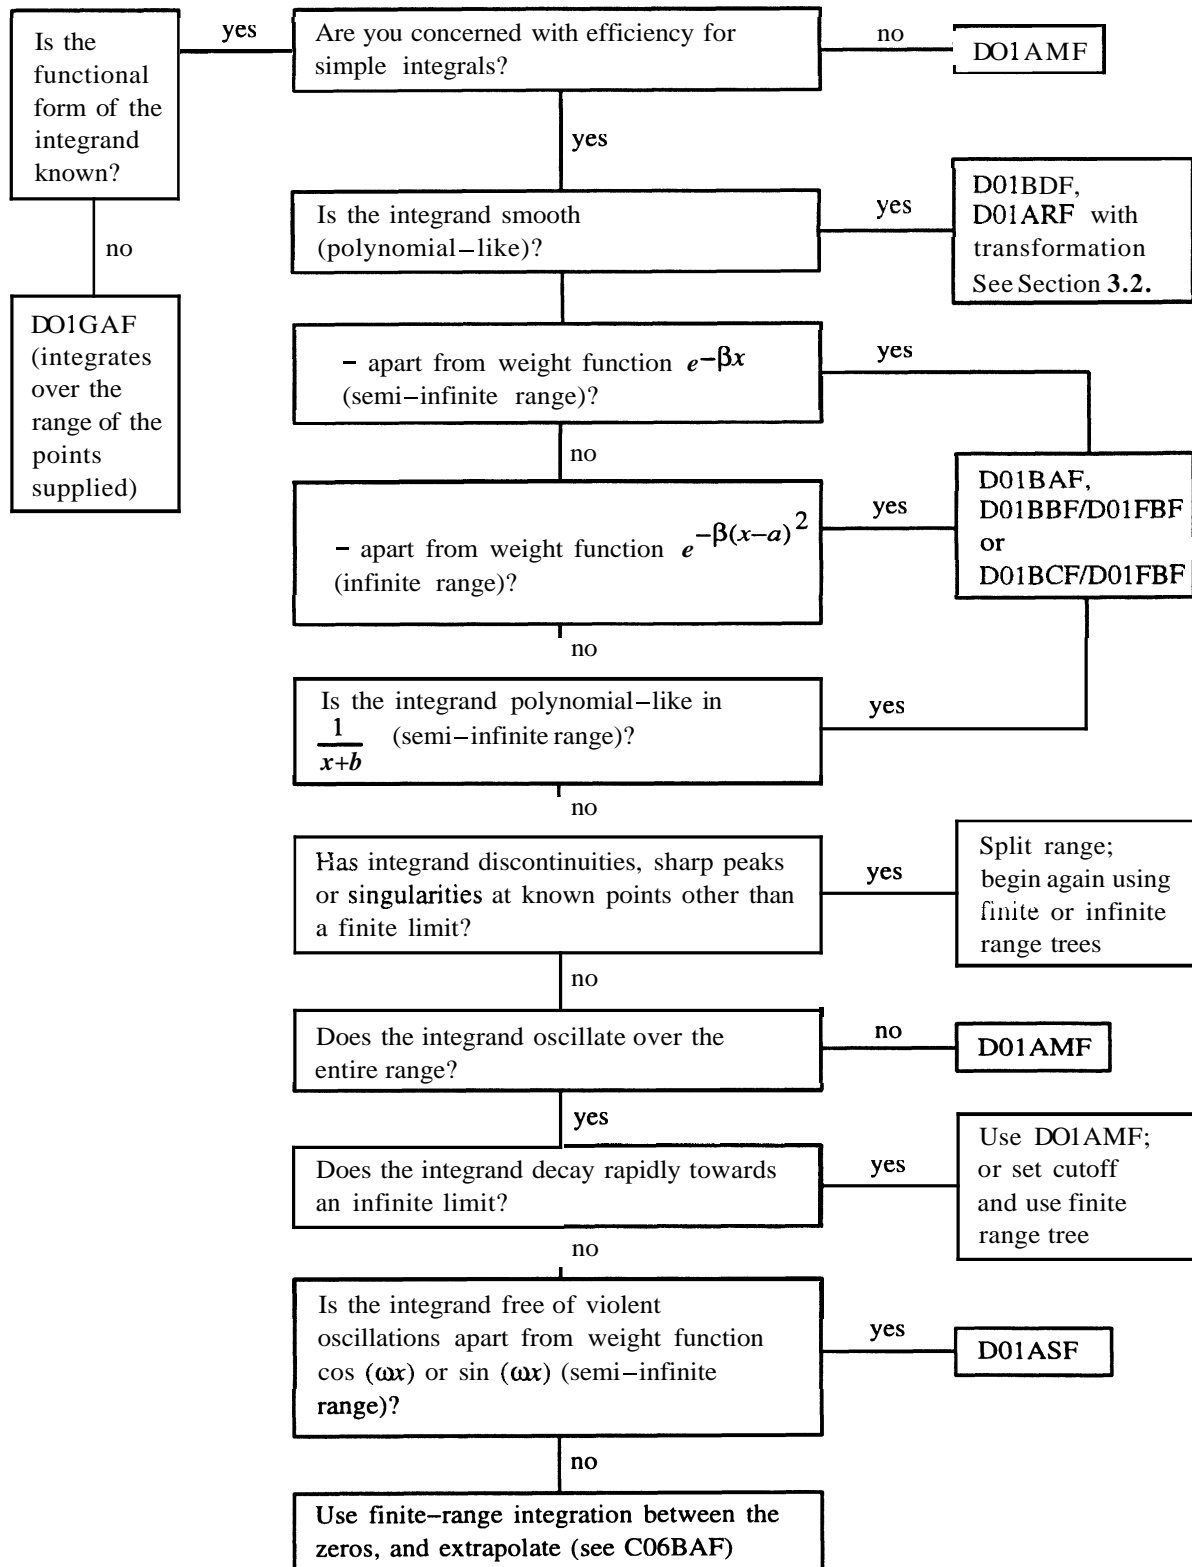 Is the
functional
form of the
integrand
known?
yes
Are you concerned with efficiency for
simple integrals?
no
DO1AMF
yes
no
Is the integrand smooth
(polynomial–like)?
yes
D01BDF,
D01ARF with
transformation
See Section 3.2.
DO1GAF
(integrates
over the
range of the
points
supplied)
– apart from weight function e^{-βx}
(semi–infinite range)?
yes
no
– apart from weight function e^{-β(x-a)^2}
(infinite range)?
yes
D01BAF,
D01BBF/D01FBF
or
D01BCF/D01FBF
no
Is the integrand polynomial–like in
1/(x+b) (semi–infinite range)?
yes
no
Has integrand discontinuities, sharp peaks
or singularities at known points other than
a finite limit?
yes
Split range;
begin again using
finite or infinite
range trees
no
Does the integrand oscillate over the
entire range?
no
D01AMF
yes
Does the integrand decay rapidly towards
an infinite limit?
yes
Use DO1AMF;
or set cutoff
and use finite
range tree
no
Is the integrand free of violent
oscillations apart from weight function
cos (ωx) or sin (ωx) (semi–infinite
range)?
yes
D01ASF
no
Use finite–range integration between the
zeros, and extrapolate (see C06BAF)